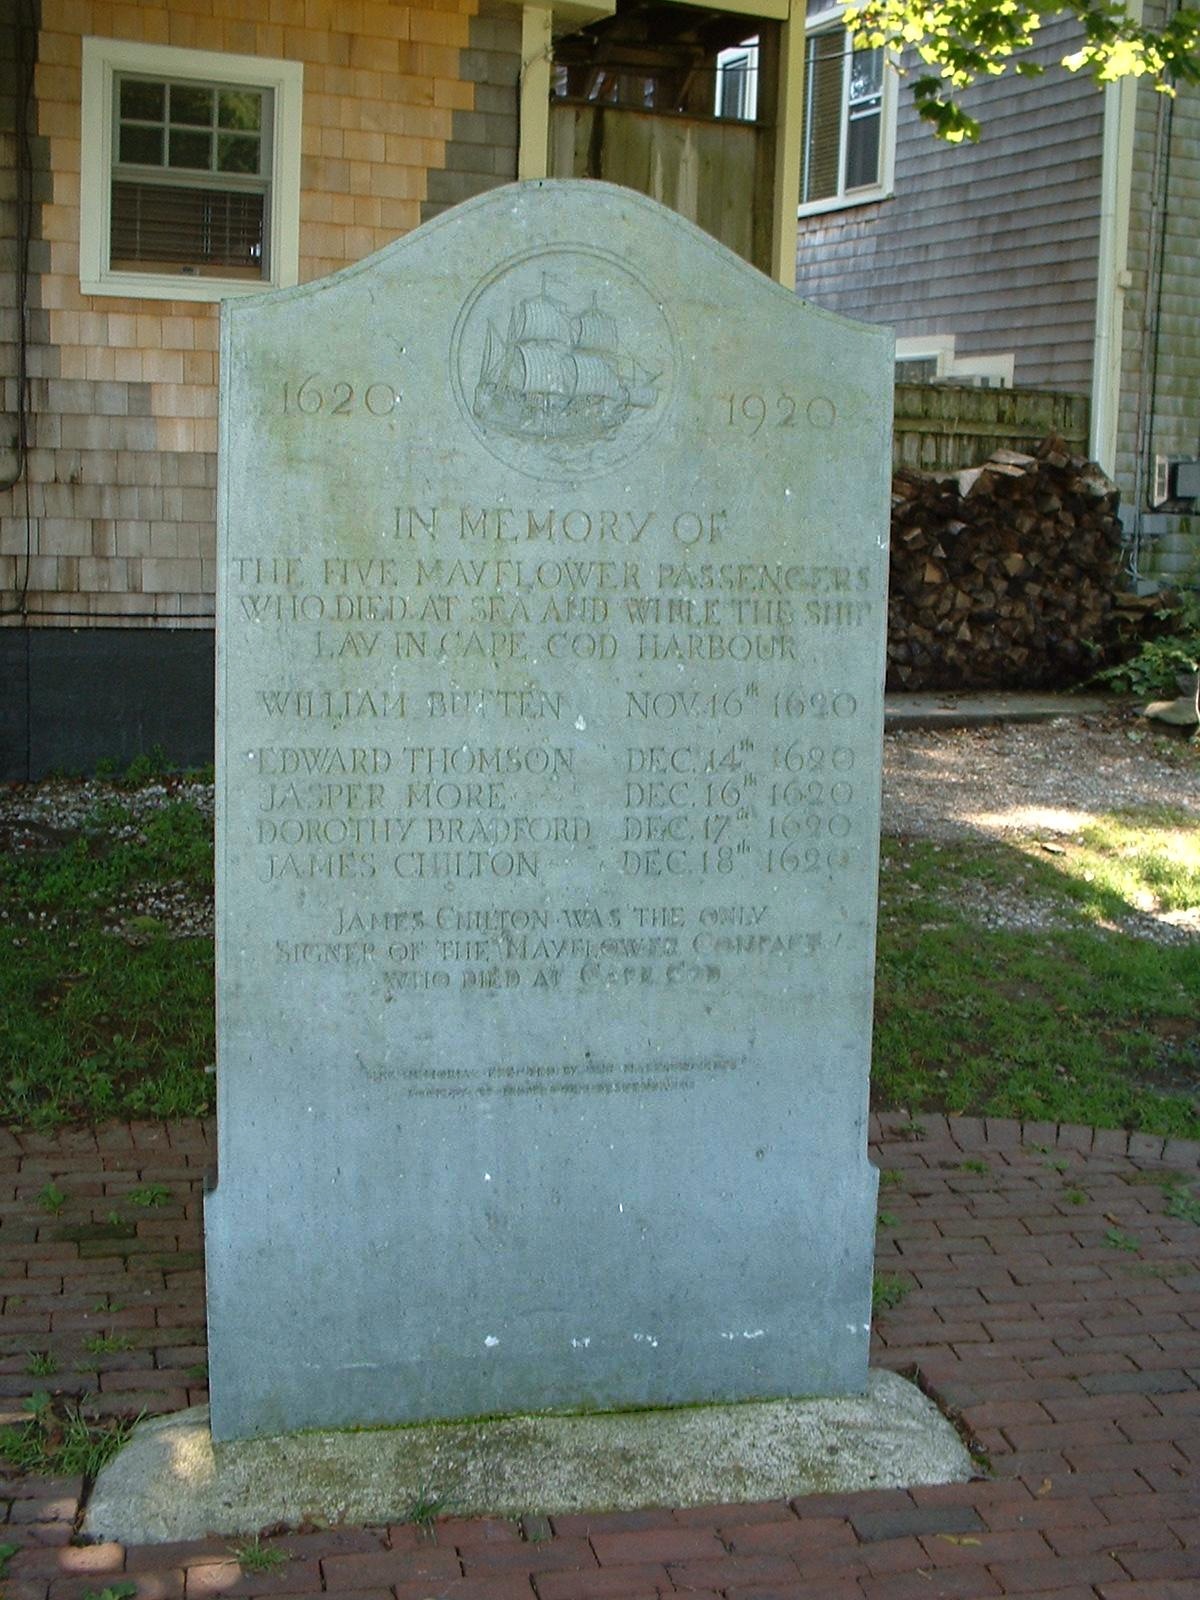 1620 1920
IN MEMORY OF
THE FIVE MAYFLOWER PASSENGERS
WHO DIED AT SEA AND WHILE THE SHIP
LAY IN CAPE COD HARBOUR
WILLIAM BUTTEN NOV. 16th 1620
EDWARD THOMSON DEC. 14th 1620
JASPER MORE DEC. 16th 1620
DOROTHY BRADFORD DEC. 17th 1620
JAMES CHILTON DEC. 18th 1620
JAMES CHILTON WAS THE ONLY
SIGNER OF THE MAYFLOWER COMPACT
WHO DIED AT CAPE COD